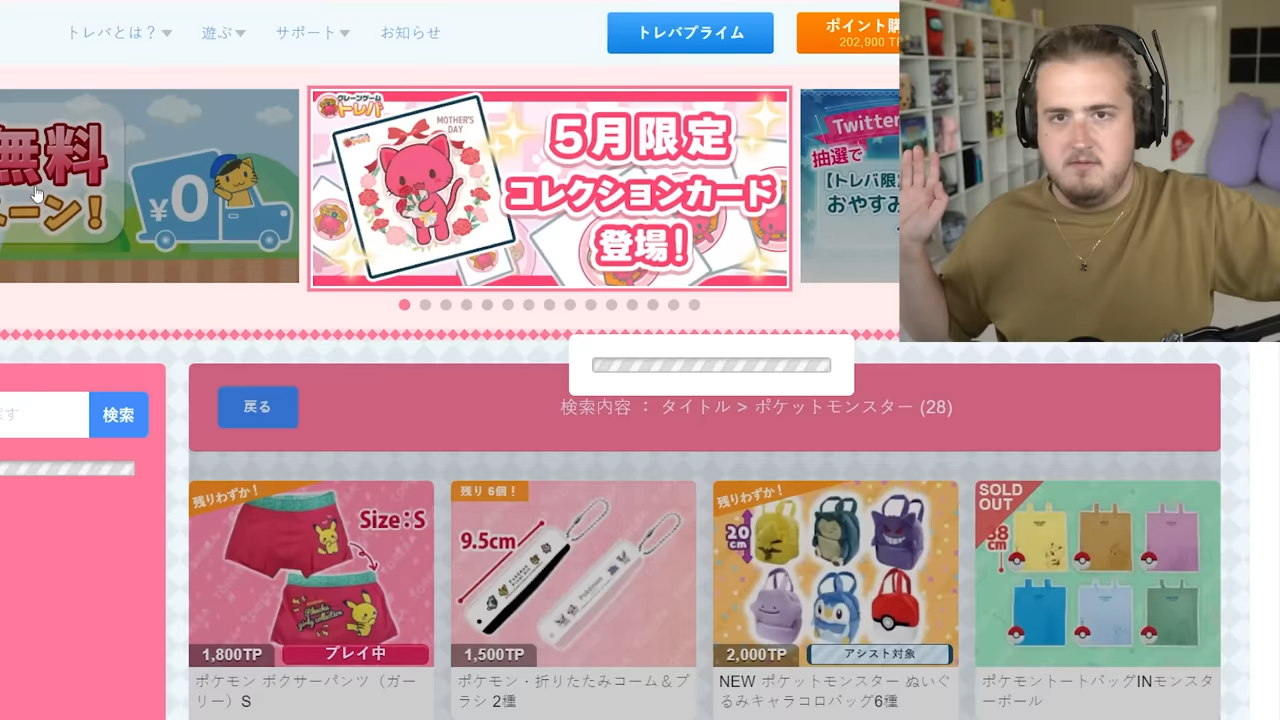 トレバとは？
遊ぶ
サポート
お知らせ
トレバプライム
ポイント購
202,900 T
無料
ーン!
¥0
クレーンゲーム
トレバ
MOTHER'S
DAY
5月限定
コレクションカード
登場!
Twitter
抽選で
【トレバ限
おやすみ
す
検索
戻る
検索内容 ： タイトル > ポケットモンスター (28)
残りわずか！
Size:S
1,800TP
プレイ中
ポケモン ボクサーパンツ（ガー
リー）S
残り 6個！
9.5cm
1,500TP
ポケモン・折りたたみコーム＆ブ
ラシ 2種
残りわずか！
20
cm
2,000TP
アシスト対象
NEW ポケットモンスター ぬいぐ
るみキャラコロバッグ6種
SOLD
OUT
38
cm
ポケモントートバッグINモンスタ
ーボール